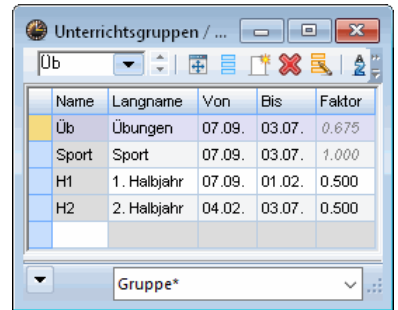 Unterrichtsgruppen / ...
Üb
Name Langname Von Bis Faktor
Üb Übungen 07.09. 03.07. 0.675
Sport Sport 07.09. 03.07. 1.000
H1 1. Halbjahr 07.09. 01.02. 0.500
H2 2. Halbjahr 04.02. 03.07. 0.500
Gruppe*